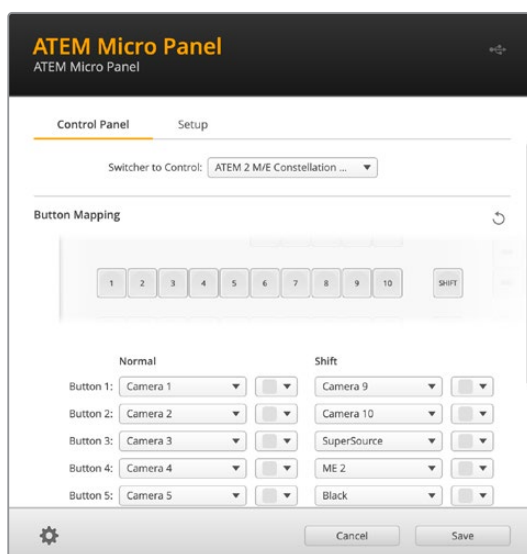 ATEM Micro Panel
ATEM Micro Panel
Control Panel Setup
Switcher to Control: ATEM 2 M/E Constellation ...
Button Mapping
1 2 3 4 5 6 7 8 9 10 SHIFT
Normal Shift
Button 1: Camera 1 Camera 9
Button 2: Camera 2 Camera 10
Button 3: Camera 3 SuperSource
Button 4: Camera 4 ME 2
Button 5: Camera 5 Black
Cancel Save